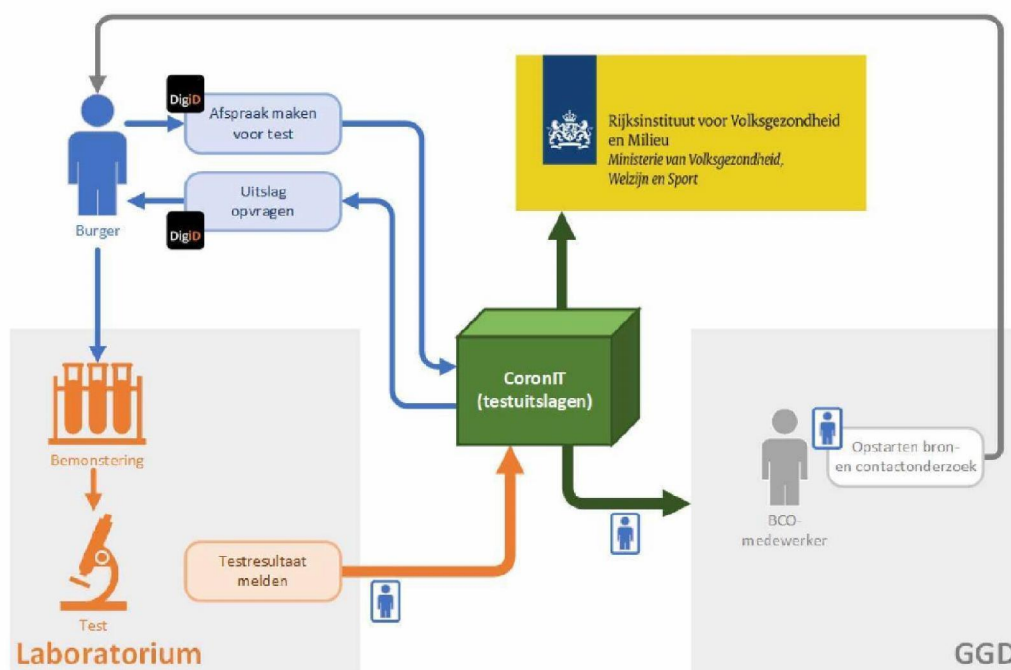 DigiD
Afspraak maken
voor test
Rijksinstituut voor Volksgezondheid
en Milieu
Ministerie van Volksgezondheid,
Welzijn en Sport
Uitslag
opvragen
DigiD
Burger
CoronIT
(testuitslagen)
Bemonstering
Opstarten bron-
en contactonderzoek
BCO-
medewerker
Testresultaat
melden
Test
Laboratorium
GGD